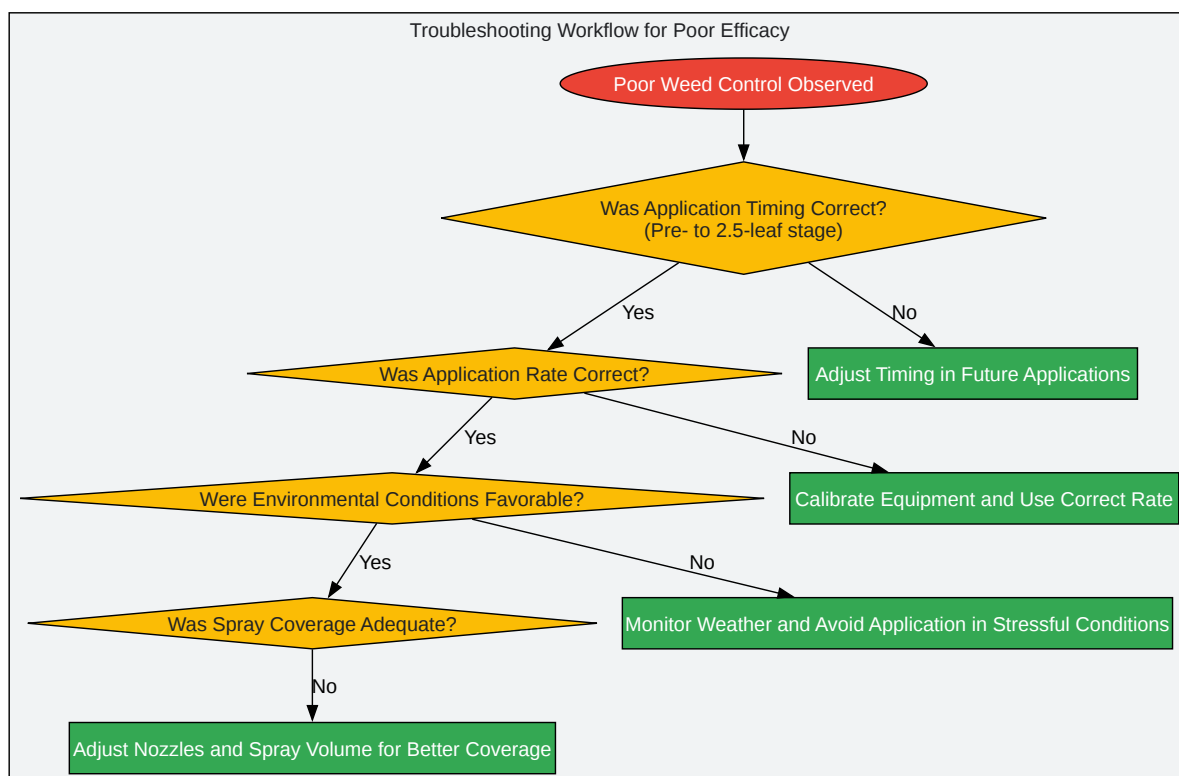 Troubleshooting Workflow for Poor Efficacy
Poor Weed Control Observed
Was Application Timing Correct?
(Pre- to 2.5-leaf stage)
Yes
No
Was Application Rate Correct?
Adjust Timing in Future Applications
Yes
No
Were Environmental Conditions Favorable?
Calibrate Equipment and Use Correct Rate
Yes
No
Was Spray Coverage Adequate?
Monitor Weather and Avoid Application in Stressful Conditions
No
Adjust Nozzles and Spray Volume for Better Coverage